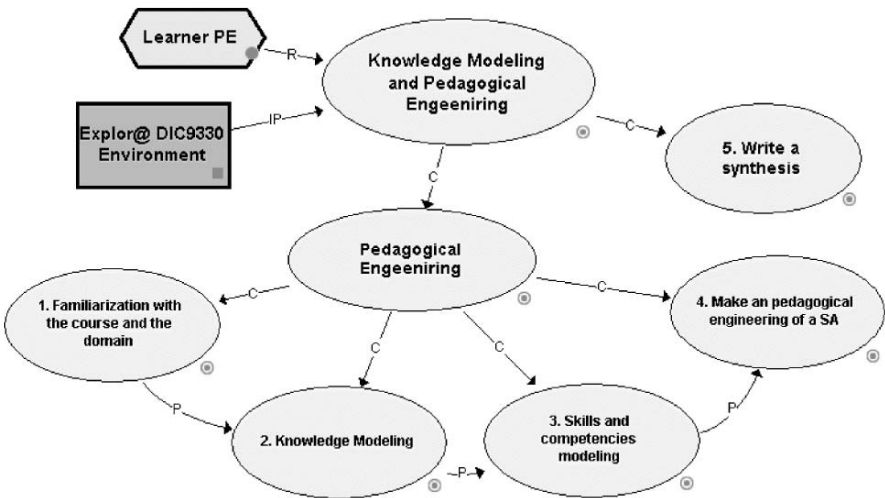 Learner PE
R
Knowledge Modeling
and Pedagogical
Engeeniring
Explor@ DIC9330
Environment
IP
C
5. Write a
synthesis
C
Pedagogical
Engeeniring
C
C
1. Familiarization with
the course and the
domain
4. Make an pedagogical
engineering of a SA
C
C
P
P
2. Knowledge Modeling
3. Skills and
competencies
modeling
P